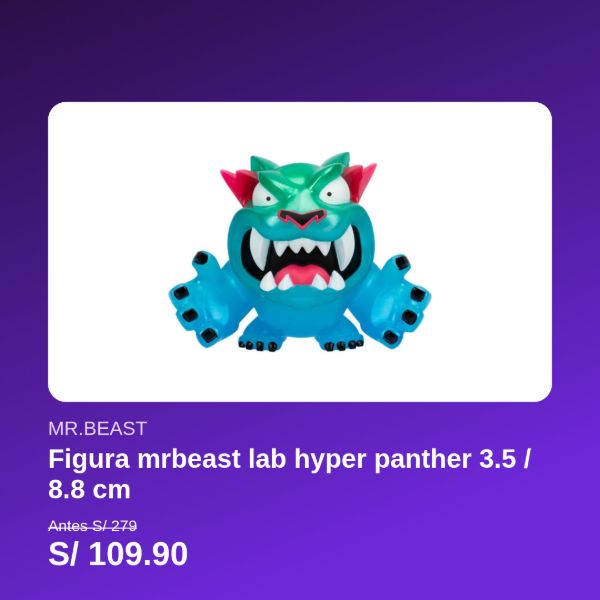 MR.BEAST
Figura mrbeast lab hyper panther 3.5 /
8.8 cm
Antes S/ 279
S/ 109.90